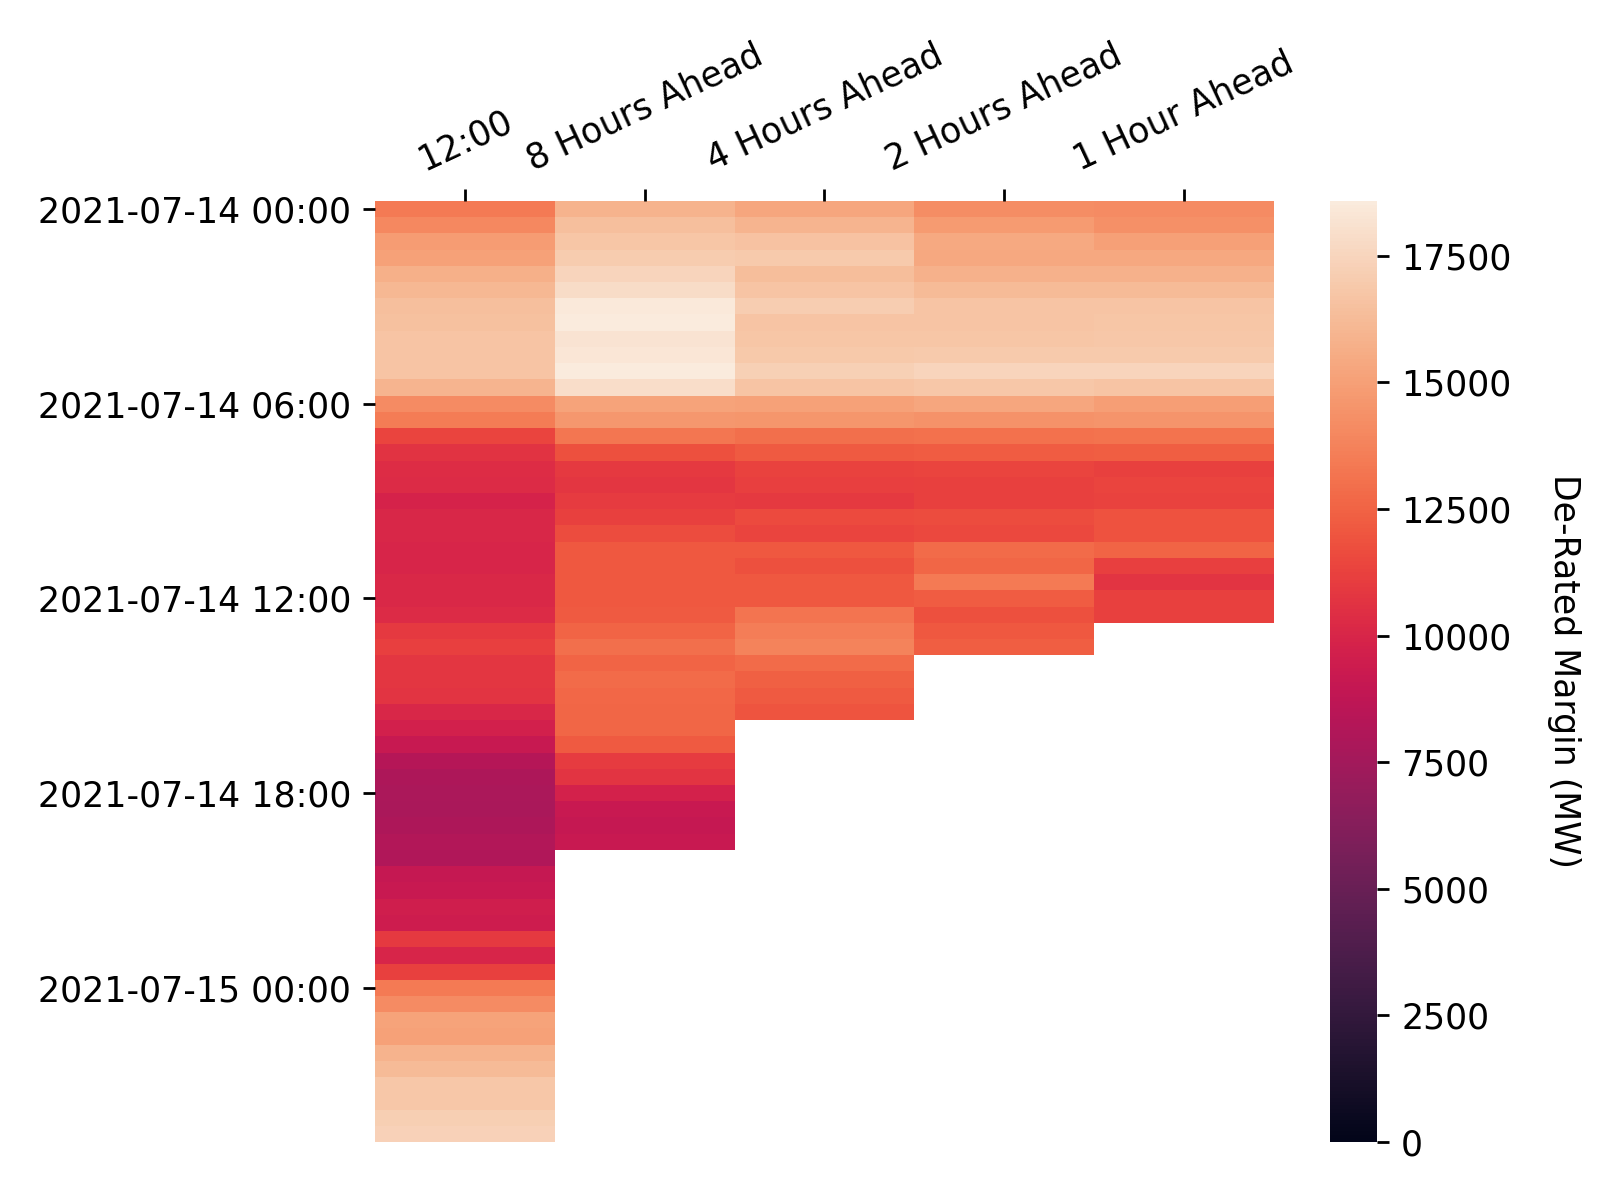 12:00
8 Hours Ahead
4 Hours Ahead
2 Hours Ahead
1 Hour Ahead
2021-07-14 00:00
2021-07-14 06:00
2021-07-14 12:00
2021-07-14 18:00
2021-07-15 00:00
17500
15000
12500
10000
7500
5000
2500
0
De-Rated Margin (MW)